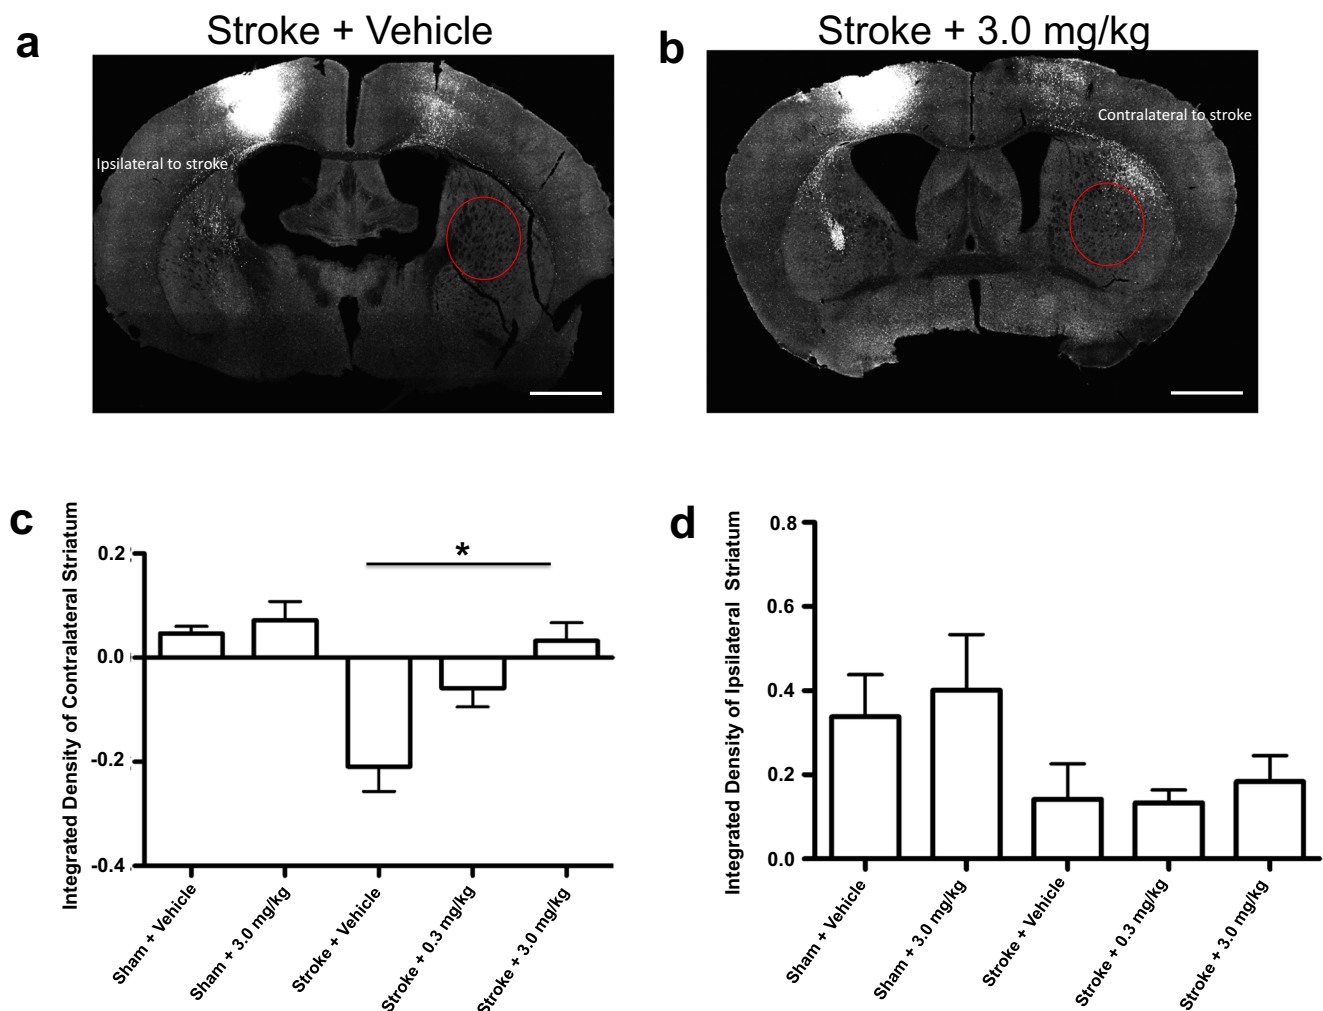 a
Stroke + Vehicle
b
Stroke + 3.0 mg/kg
Ipsilateral to stroke
Contralateral to stroke
c
Integrated Density of Contralateral Striatum
0.2
0.0
-0.2
-0.4
*
Sham + Vehicle
Sham + 3.0 mg/kg
Stroke + Vehicle
Stroke + 0.3 mg/kg
Stroke + 3.0 mg/kg
d
Integrated Density of Ipsilateral Striatum
0.8
0.6
0.4
0.2
0.0
Sham + Vehicle
Sham + 3.0 mg/kg
Stroke + Vehicle
Stroke + 0.3 mg/kg
Stroke + 3.0 mg/kg